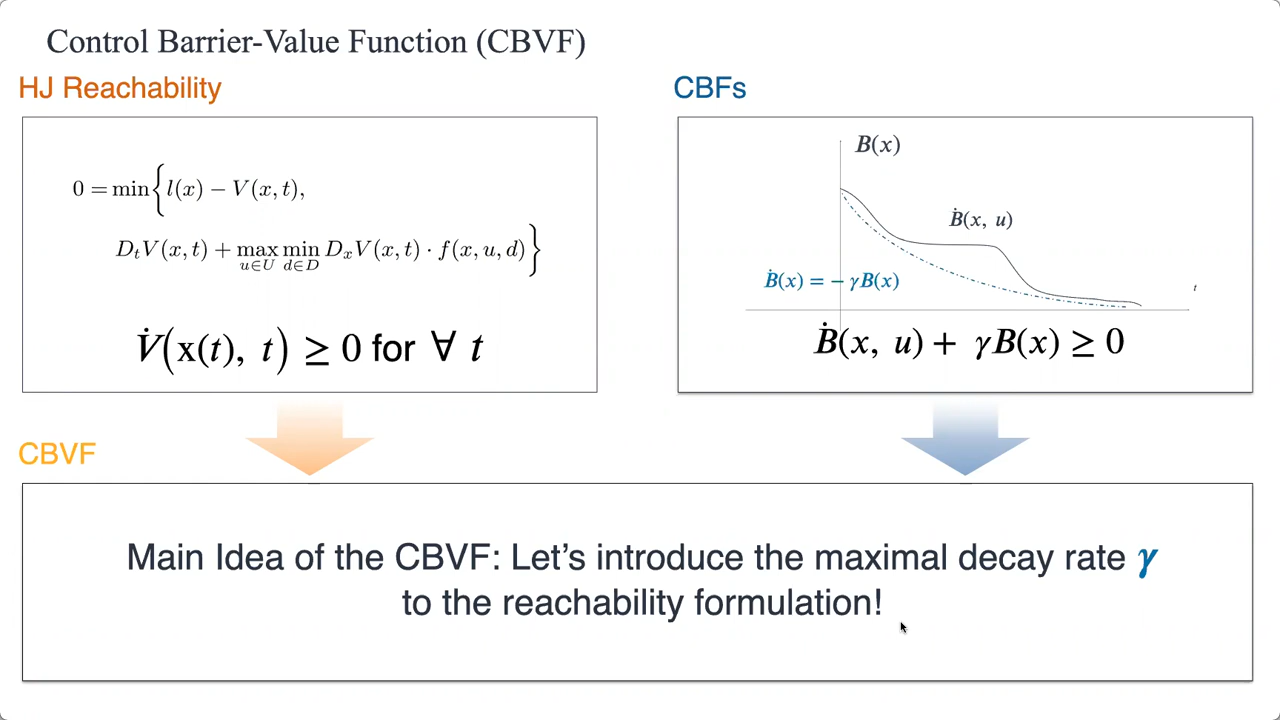 Control Barrier-Value Function (CBVF)
HJ Reachability
0 = min{l(x) − V(x, t),
D_tV(x, t) + max_{u∈U} min_{d∈D} D_xV(x, t) · f(x, u, d)}
V̇(x(t), t) ≥ 0 for ∀ t
CBFs
B(x)
Ḃ(x, u)
Ḃ(x) = − γB(x)
t
Ḃ(x, u) + γB(x) ≥ 0
CBVF
Main Idea of the CBVF: Let’s introduce the maximal decay rate γ
to the reachability formulation!